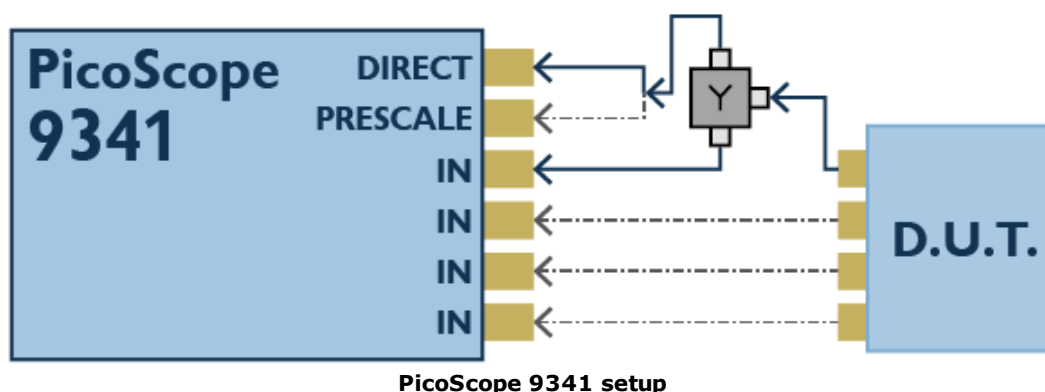 PicoScope
9341
DIRECT
PRESCALE
IN
IN
IN
IN
Y
D.U.T.
PicoScope 9341 setup